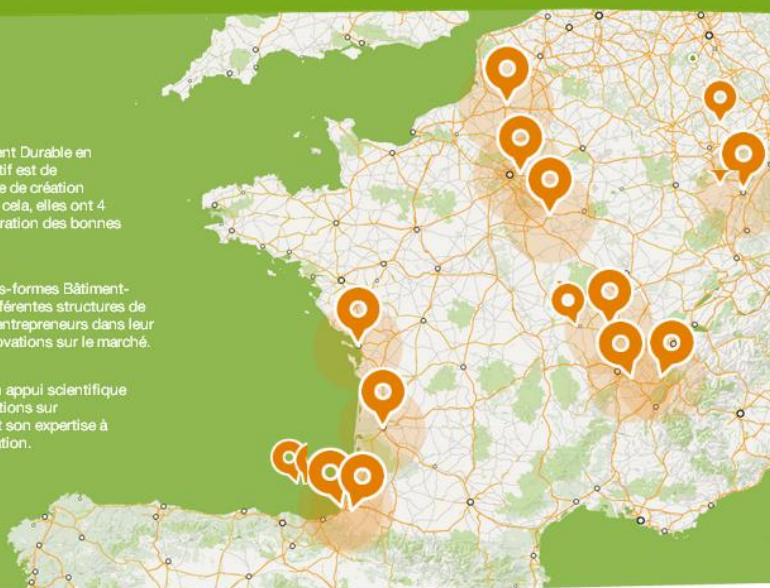 ent Durable en
tif est de
e de création
cela, elles ont 4
ration des bonnes
s-formes Bâtiment-
férentes structures de
entrepreneurs dans leur
ovations sur le marché.
n appui scientifique
tions sur
t son expertise à
tion.